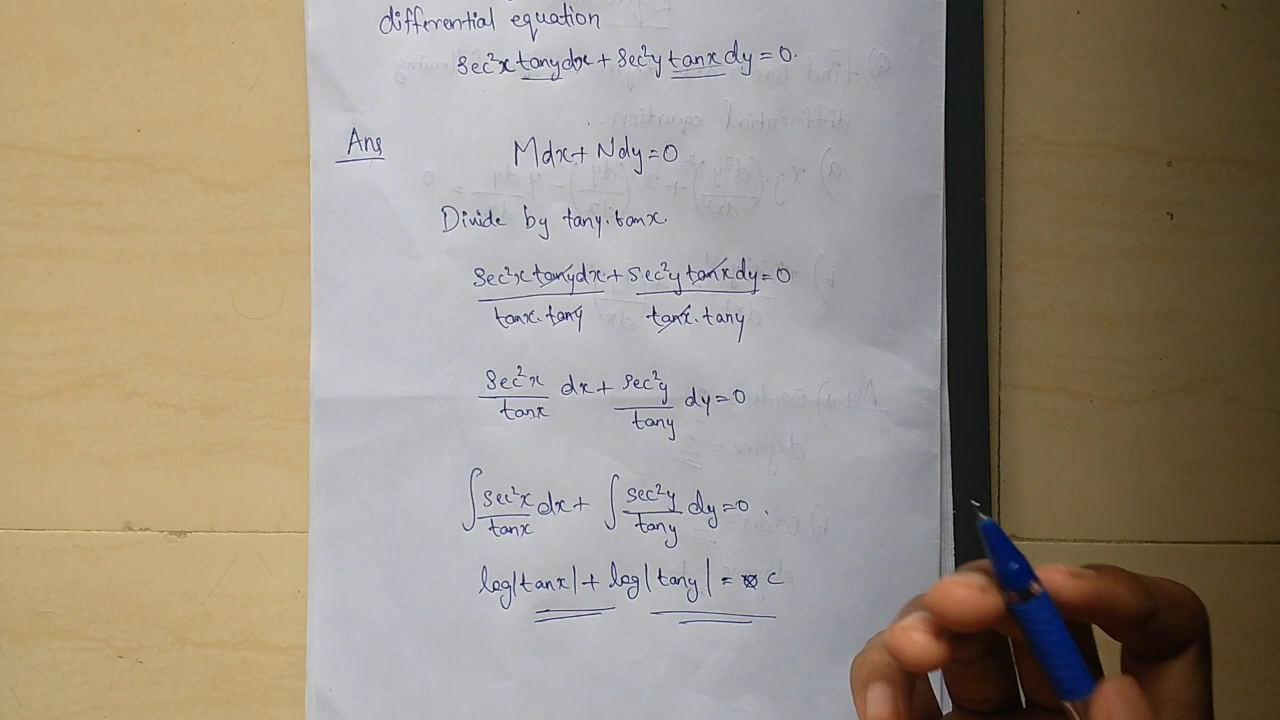 differential equation
sec²x tany dx + sec²y tanx dy = 0.
Ans
Mdx + Ndy = 0
Divide by tany. tanx.
sec²x tany dx / tanx. tany + sec²y tanx dy / tanx. tany = 0
sec²x / tanx dx + sec²y / tany dy = 0
∫ sec²x / tanx dx + ∫ sec²y / tany dy = 0.
log|tanx| + log|tany| = c